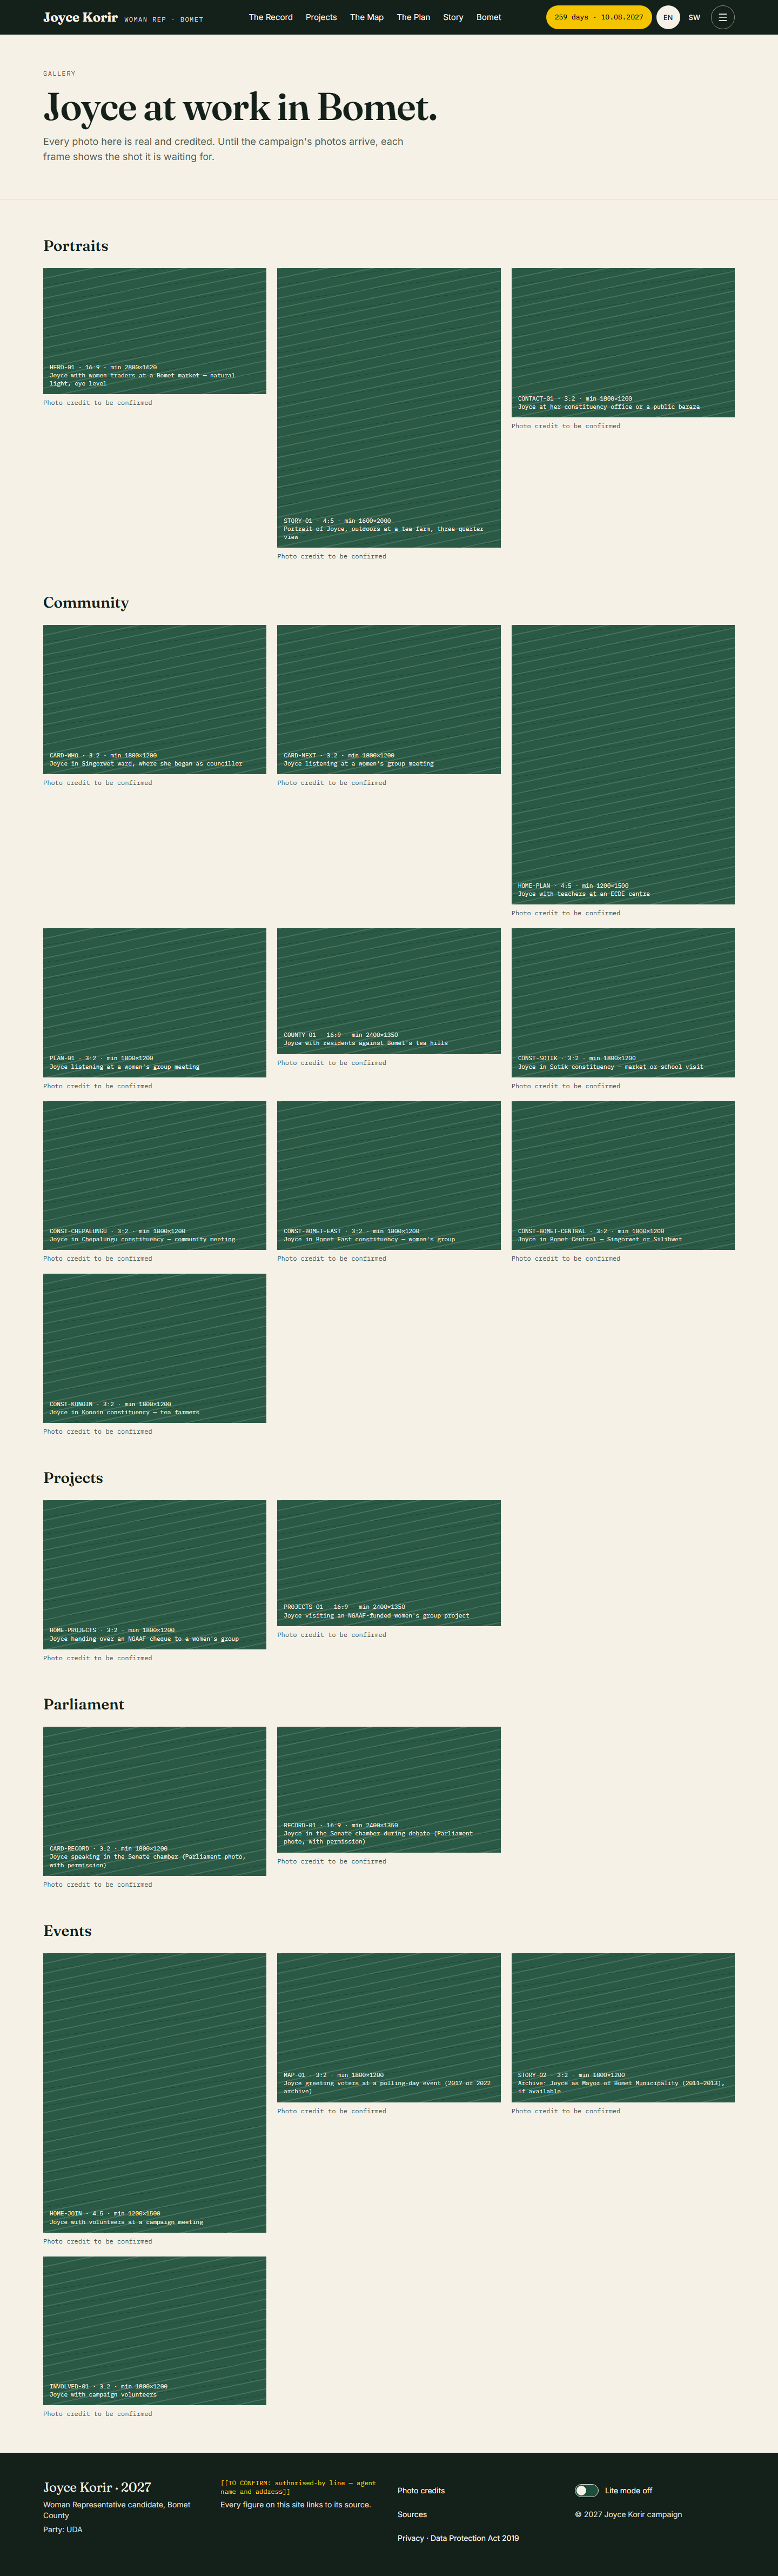 Joyce Korir WOMAN REP · BOMET The Record Projects The Map The Plan Story Bomet 259 days · 10.08.2027 EN SW
GALLERY
Joyce at work in Bomet.
Every photo here is real and credited. Until the campaign's photos arrive, each
frame shows the shot it is waiting for.
Portraits
HERO-01 · 16:9 · min 2880×1620
Joyce with women traders at a Bomet market — natural
light, eye level
Photo credit to be confirmed
STORY-01 · 4:5 · min 1600×2000
Portrait of Joyce, outdoors at a tea farm, three-quarter
view
Photo credit to be confirmed
CONTACT-01 · 3:2 · min 1800×1200
Joyce at her constituency office or a public baraza
Photo credit to be confirmed
Community
CARD-WHO · 3:2 · min 1800×1200
Joyce in Singorwet ward, where she began as councillor
Photo credit to be confirmed
CARD-NEXT · 3:2 · min 1800×1200
Joyce listening at a women's group meeting
Photo credit to be confirmed
HOME-PLAN · 4:5 · min 1200×1500
Joyce with teachers at an ECDE centre
Photo credit to be confirmed
PLAN-01 · 3:2 · min 1800×1200
Joyce listening at a women's group meeting
Photo credit to be confirmed
COUNTY-01 · 16:9 · min 2400×1350
Joyce with residents against Bomet's tea hills
Photo credit to be confirmed
CONST-SOTIK · 3:2 · min 1800×1200
Joyce in Sotik constituency — market or school visit
Photo credit to be confirmed
CONST-CHEPALUNGU · 3:2 · min 1800×1200
Joyce in Chepalungu constituency — community meeting
Photo credit to be confirmed
CONST-BOMET-EAST · 3:2 · min 1800×1200
Joyce in Bomet East constituency — women's group
Photo credit to be confirmed
CONST-BOMET-CENTRAL · 3:2 · min 1800×1200
Joyce in Bomet Central — Singorwet or Silibwet
Photo credit to be confirmed
CONST-KONOIN · 3:2 · min 1800×1200
Joyce in Konoin constituency — tea farmers
Photo credit to be confirmed
Projects
HOME-PROJECTS · 3:2 · min 1800×1200
Joyce handing over an NGAAF cheque to a women's group
Photo credit to be confirmed
PROJECTS-01 · 16:9 · min 2400×1350
Joyce visiting an NGAAF-funded women's group project
Photo credit to be confirmed
Parliament
CARD-RECORD · 3:2 · min 1800×1200
Joyce speaking in the Senate chamber (Parliament photo,
with permission)
Photo credit to be confirmed
RECORD-01 · 16:9 · min 2400×1350
Joyce in the Senate chamber during debate (Parliament
photo, with permission)
Photo credit to be confirmed
Events
HOME-JOIN · 4:5 · min 1200×1500
Joyce with volunteers at a campaign meeting
Photo credit to be confirmed
MAP-01 · 3:2 · min 1800×1200
Joyce greeting voters at a polling-day event (2017 or 2022
archive)
Photo credit to be confirmed
STORY-02 · 3:2 · min 1800×1200
Archive: Joyce as Mayor of Bomet Municipality (2011–2013),
if available
Photo credit to be confirmed
INVOLVED-01 · 3:2 · min 1800×1200
Joyce with campaign volunteers
Photo credit to be confirmed
Joyce Korir · 2027
Woman Representative candidate, Bomet
County
Party: UDA
[[TO CONFIRM: authorised-by line — agent
name and address]]
Every figure on this site links to its source.
Photo credits
Sources
Privacy · Data Protection Act 2019
Lite mode off
© 2027 Joyce Korir campaign